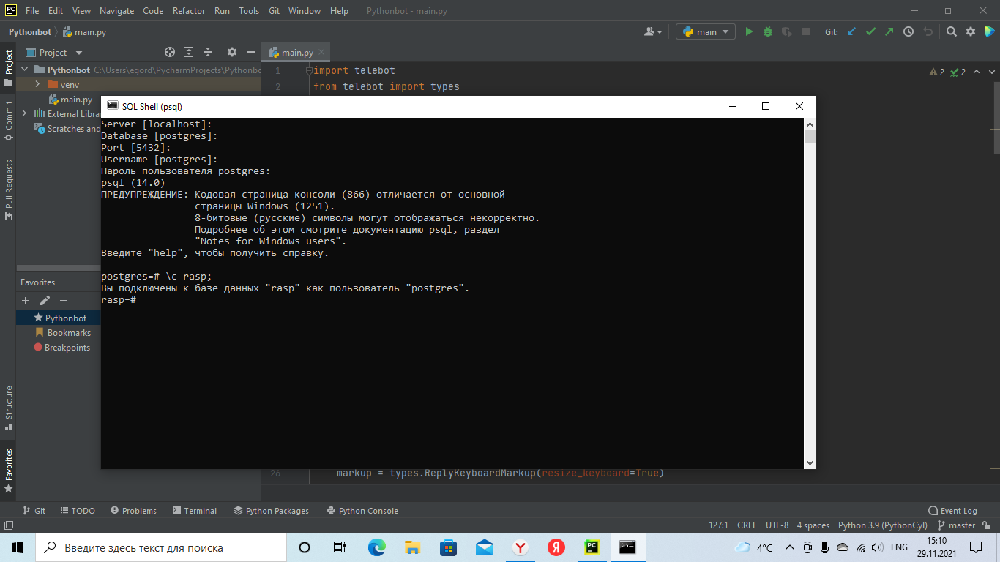 PC File Edit View Navigate Code Refactor Run Tools Git Window Help Pythonbot - main.py
Pythonbot main.py main Git:
Project main.py
Pythonbot C:\Users\egord\PycharmProjects\Pythonbo 1 import telebot 2 2
venv 2 from telebot import types
main.py
External Libra
Scratches and
SQL Shell (psql)
Server [localhost]:
Database [postgres]:
Port [5432]:
Username [postgres]:
Пароль пользователя postgres:
psql (14.0)
ПРЕДУПРЕЖДЕНИЕ: Кодовая страница консоли (866) отличается от основной
страницы Windows (1251).
8-битовые (русские) символы могут отображаться некорректно.
Подробнее об этом смотрите документацию psql, раздел
"Notes for Windows users".
Введите "help", чтобы получить справку.
postgres=# \c rasp;
Вы подключены к базе данных "rasp" как пользователь "postgres".
rasp=#
Project
Commit
Pull Requests
Structure
Favorites
Favorites
Pythonbot
Bookmarks
Breakpoints
26 markup = types.ReplyKeyboardMarkup(resize_keyboard=True)
Git TODO Problems Terminal Python Packages Python Console Event Log
127:1 CRLF UTF-8 4 spaces Python 3.9 (PythonCyl) master
Введите здесь текст для поиска Y Я PC 4°C ENG 15:10
29.11.2021